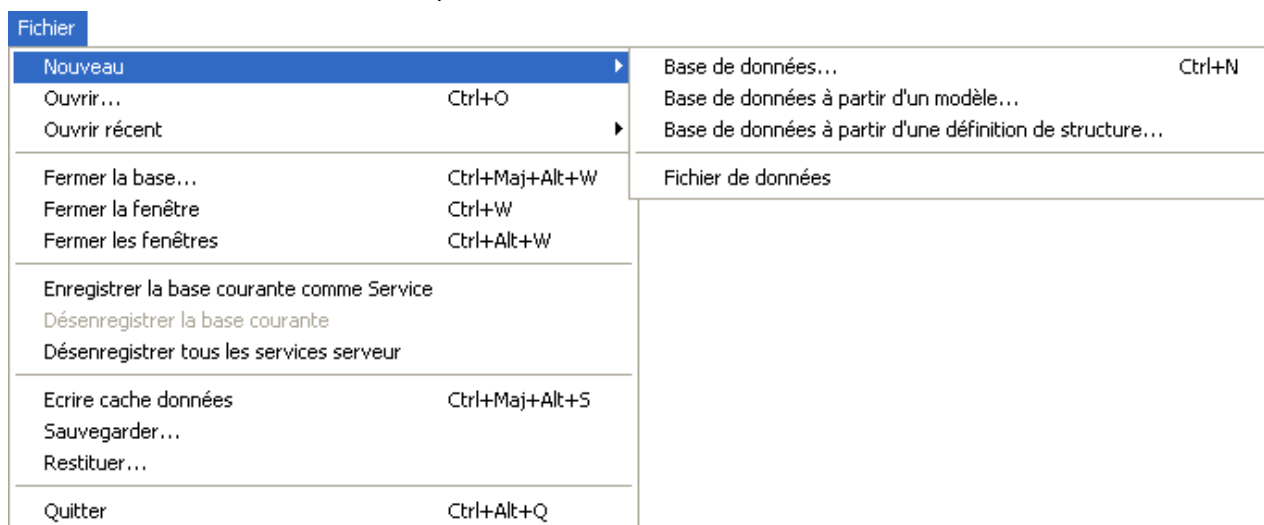 Fichier
Nouveau
Ouvrir... Ctrl+O
Ouvrir récent
Fermer la base... Ctrl+Maj+Alt+W
Fermer la fenêtre Ctrl+W
Fermer les fenêtres Ctrl+Alt+W
Enregistrer la base courante comme Service
Désenregistrer la base courante
Désenregistrer tous les services serveur
Ecrire cache données Ctrl+Maj+Alt+S
Sauvegarder...
Restituer...
Quitter Ctrl+Alt+Q
Base de données... Ctrl+N
Base de données à partir d'un modèle...
Base de données à partir d'une définition de structure...
Fichier de données